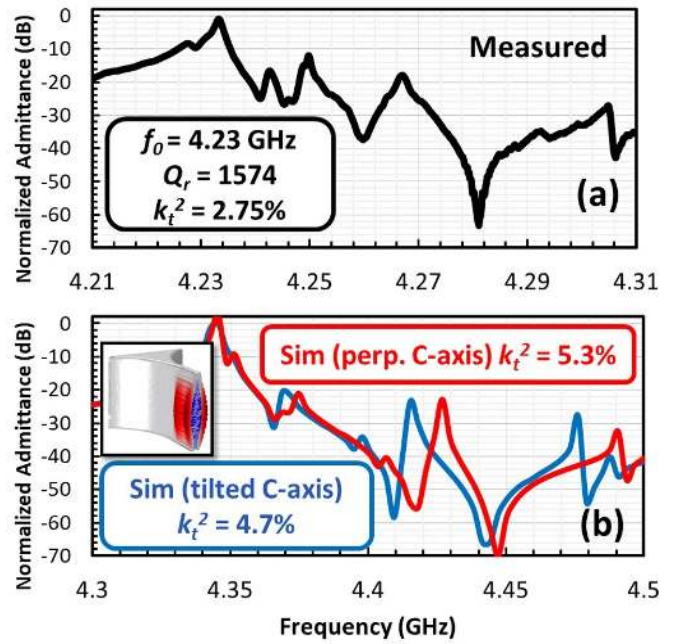 Normalized Admittance (dB)
0
-10
-20
-30
-40
-50
-60
-70
Measured
f₀ = 4.23 GHz
Qᵣ = 1574
kₜ² = 2.75%
(a)
4.21 4.23 4.25 4.27 4.29 4.31
Normalized Admittance (dB)
0
-10
-20
-30
-40
-50
-60
-70
Sim (perp. C-axis) kₜ² = 5.3%
Sim (tilted C-axis)
kₜ² = 4.7%
(b)
4.3 4.35 4.4 4.45 4.5
Frequency (GHz)